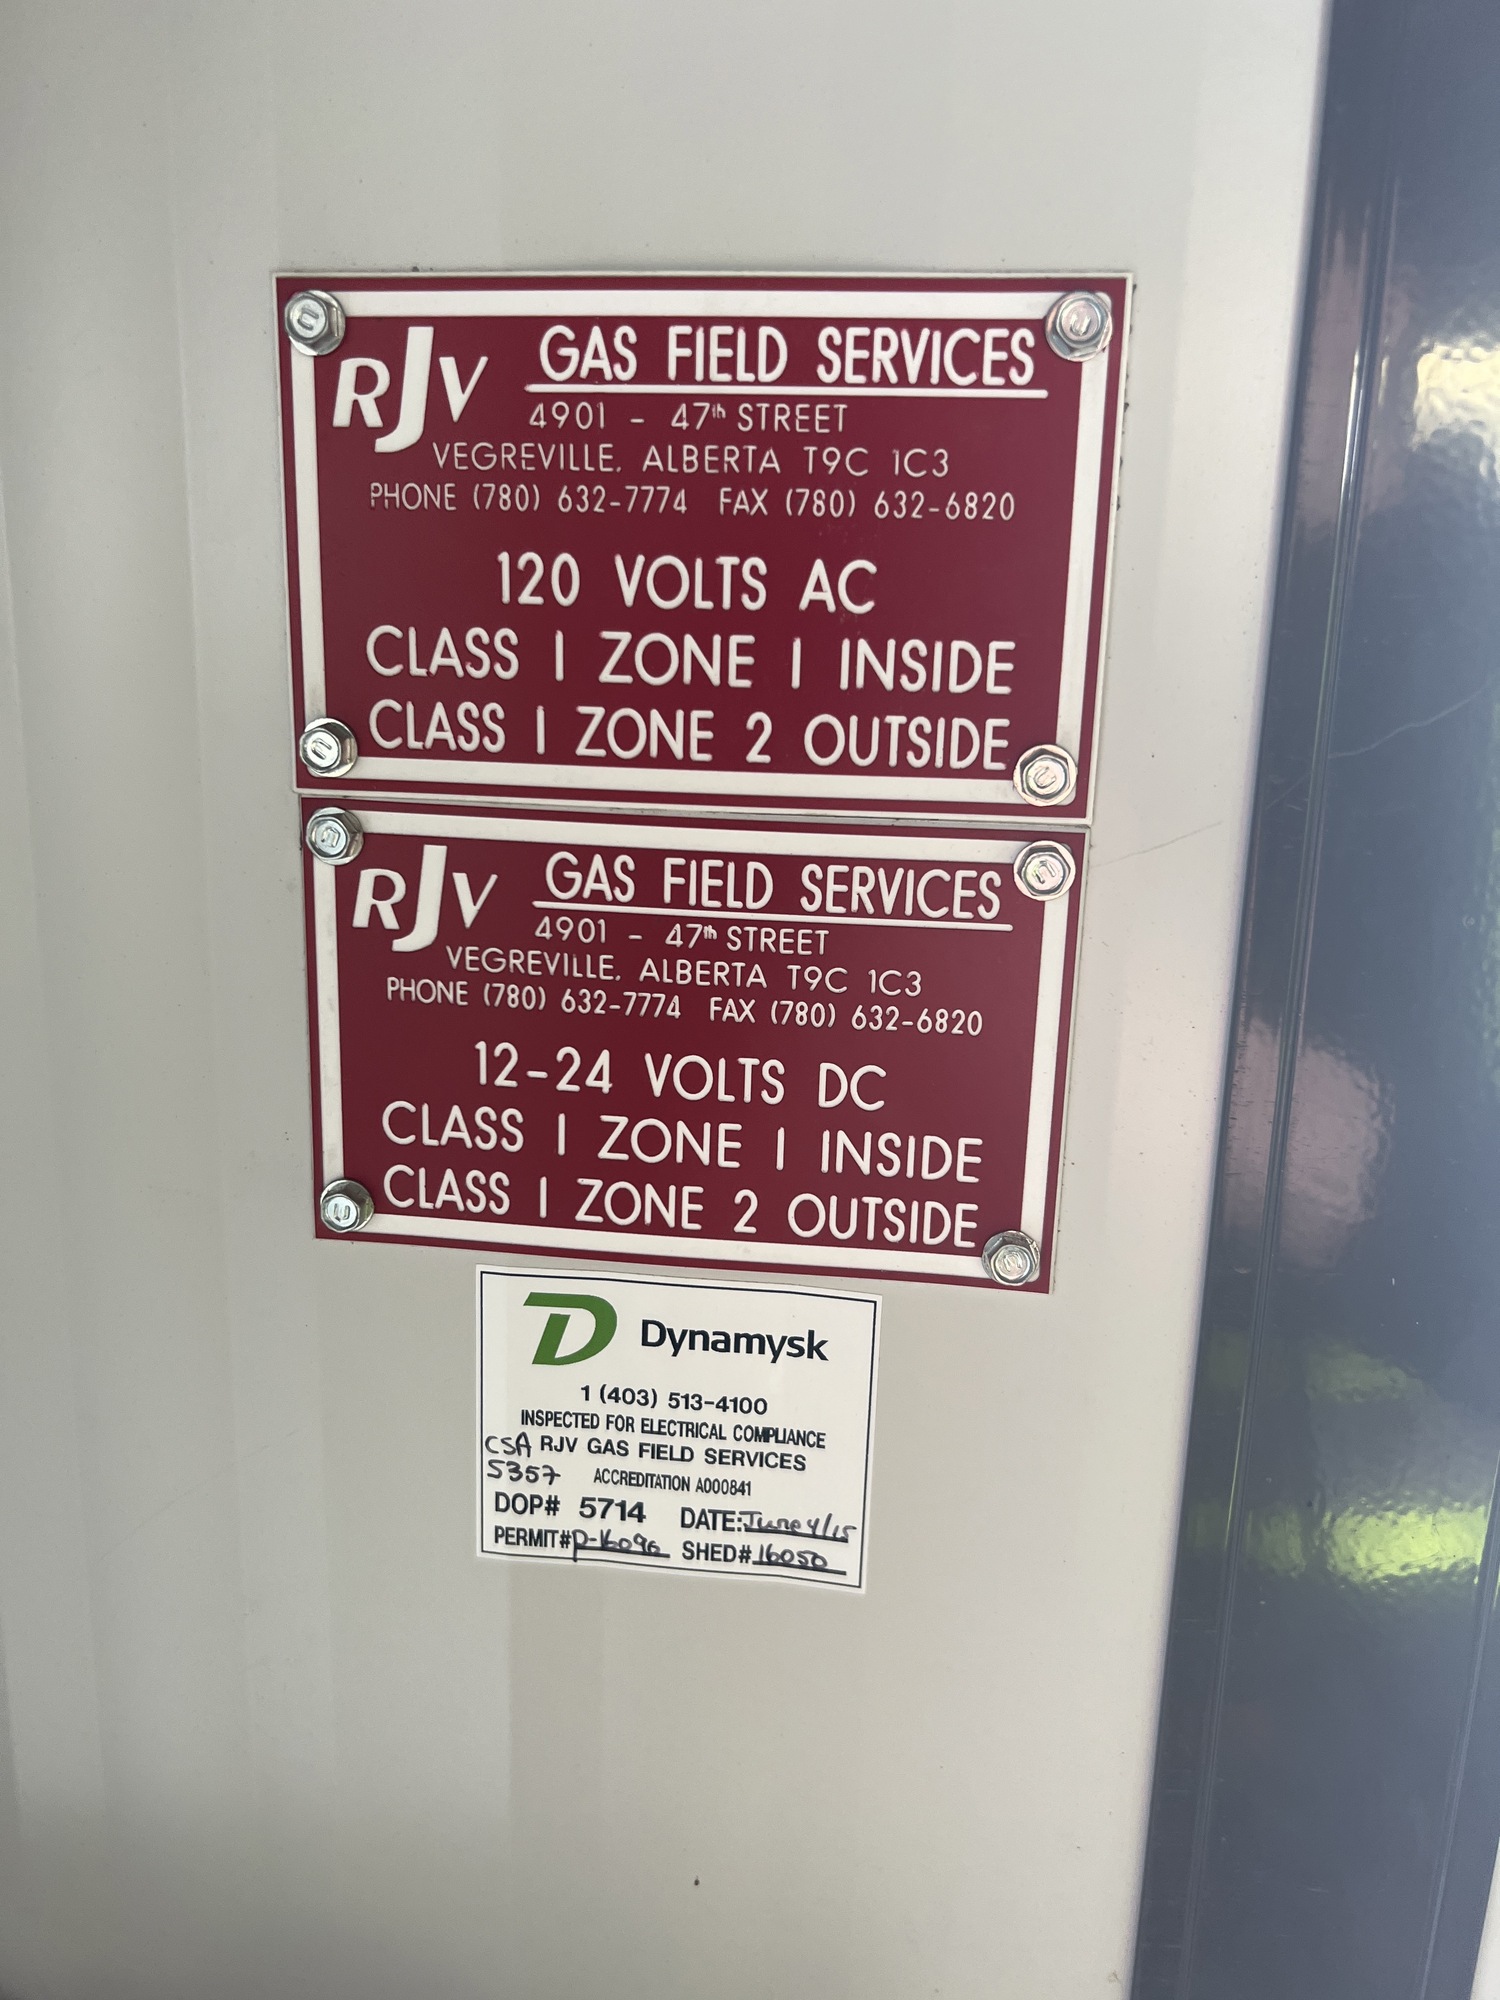 RJV GAS FIELD SERVICES
4901 - 47th STREET
VEGREVILLE, ALBERTA T9C 1C3
PHONE (780) 632-7774 FAX (780) 632-6820
120 VOLTS AC
CLASS I ZONE I INSIDE
CLASS I ZONE 2 OUTSIDE
RJV GAS FIELD SERVICES
4901 - 47th STREET
VEGREVILLE, ALBERTA T9C 1C3
PHONE (780) 632-7774 FAX (780) 632-6820
12-24 VOLTS DC
CLASS I ZONE I INSIDE
CLASS I ZONE 2 OUTSIDE
D Dynamysk
1 (403) 513-4100
INSPECTED FOR ELECTRICAL COMPLIANCE
CSA RJV GAS FIELD SERVICES
5357 ACCREDITATION A000841
DOP# 5714 DATE: June 4/15
PERMIT# SHED# 16050